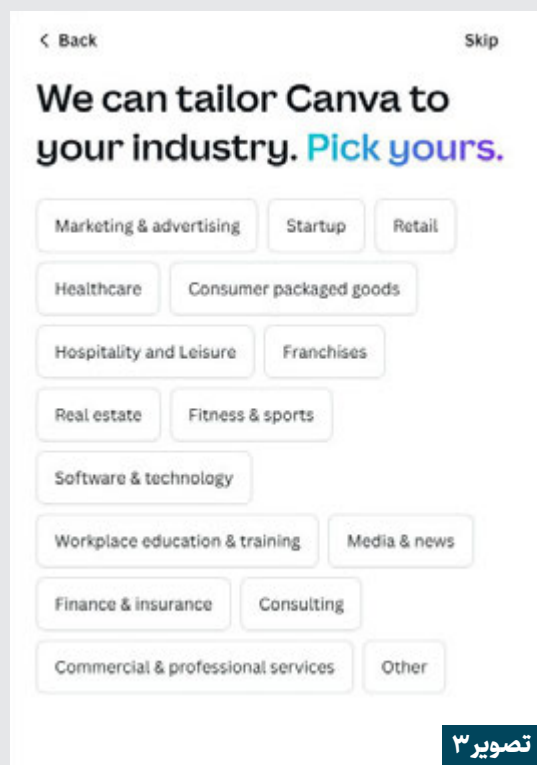 Back Skip
We can tailor Canva to
your industry. Pick yours.
Marketing & advertising Startup Retail
Healthcare Consumer packaged goods
Hospitality and Leisure Franchises
Real estate Fitness & sports
Software & technology
Workplace education & training Media & news
Finance & insurance Consulting
Commercial & professional services Other
تصویر۳